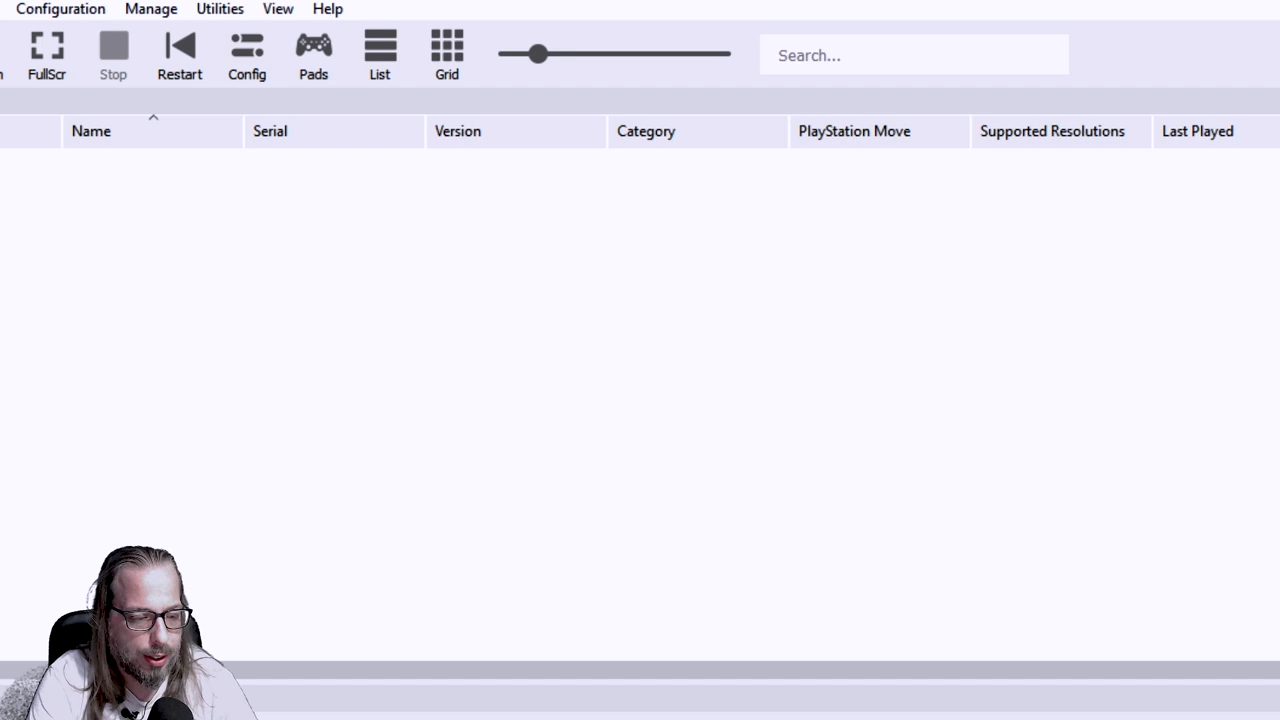 Configuration Manage Utilities View Help
FullScr Stop Restart Config Pads List Grid Search...
Name Serial Version Category PlayStation Move Supported Resolutions Last Played